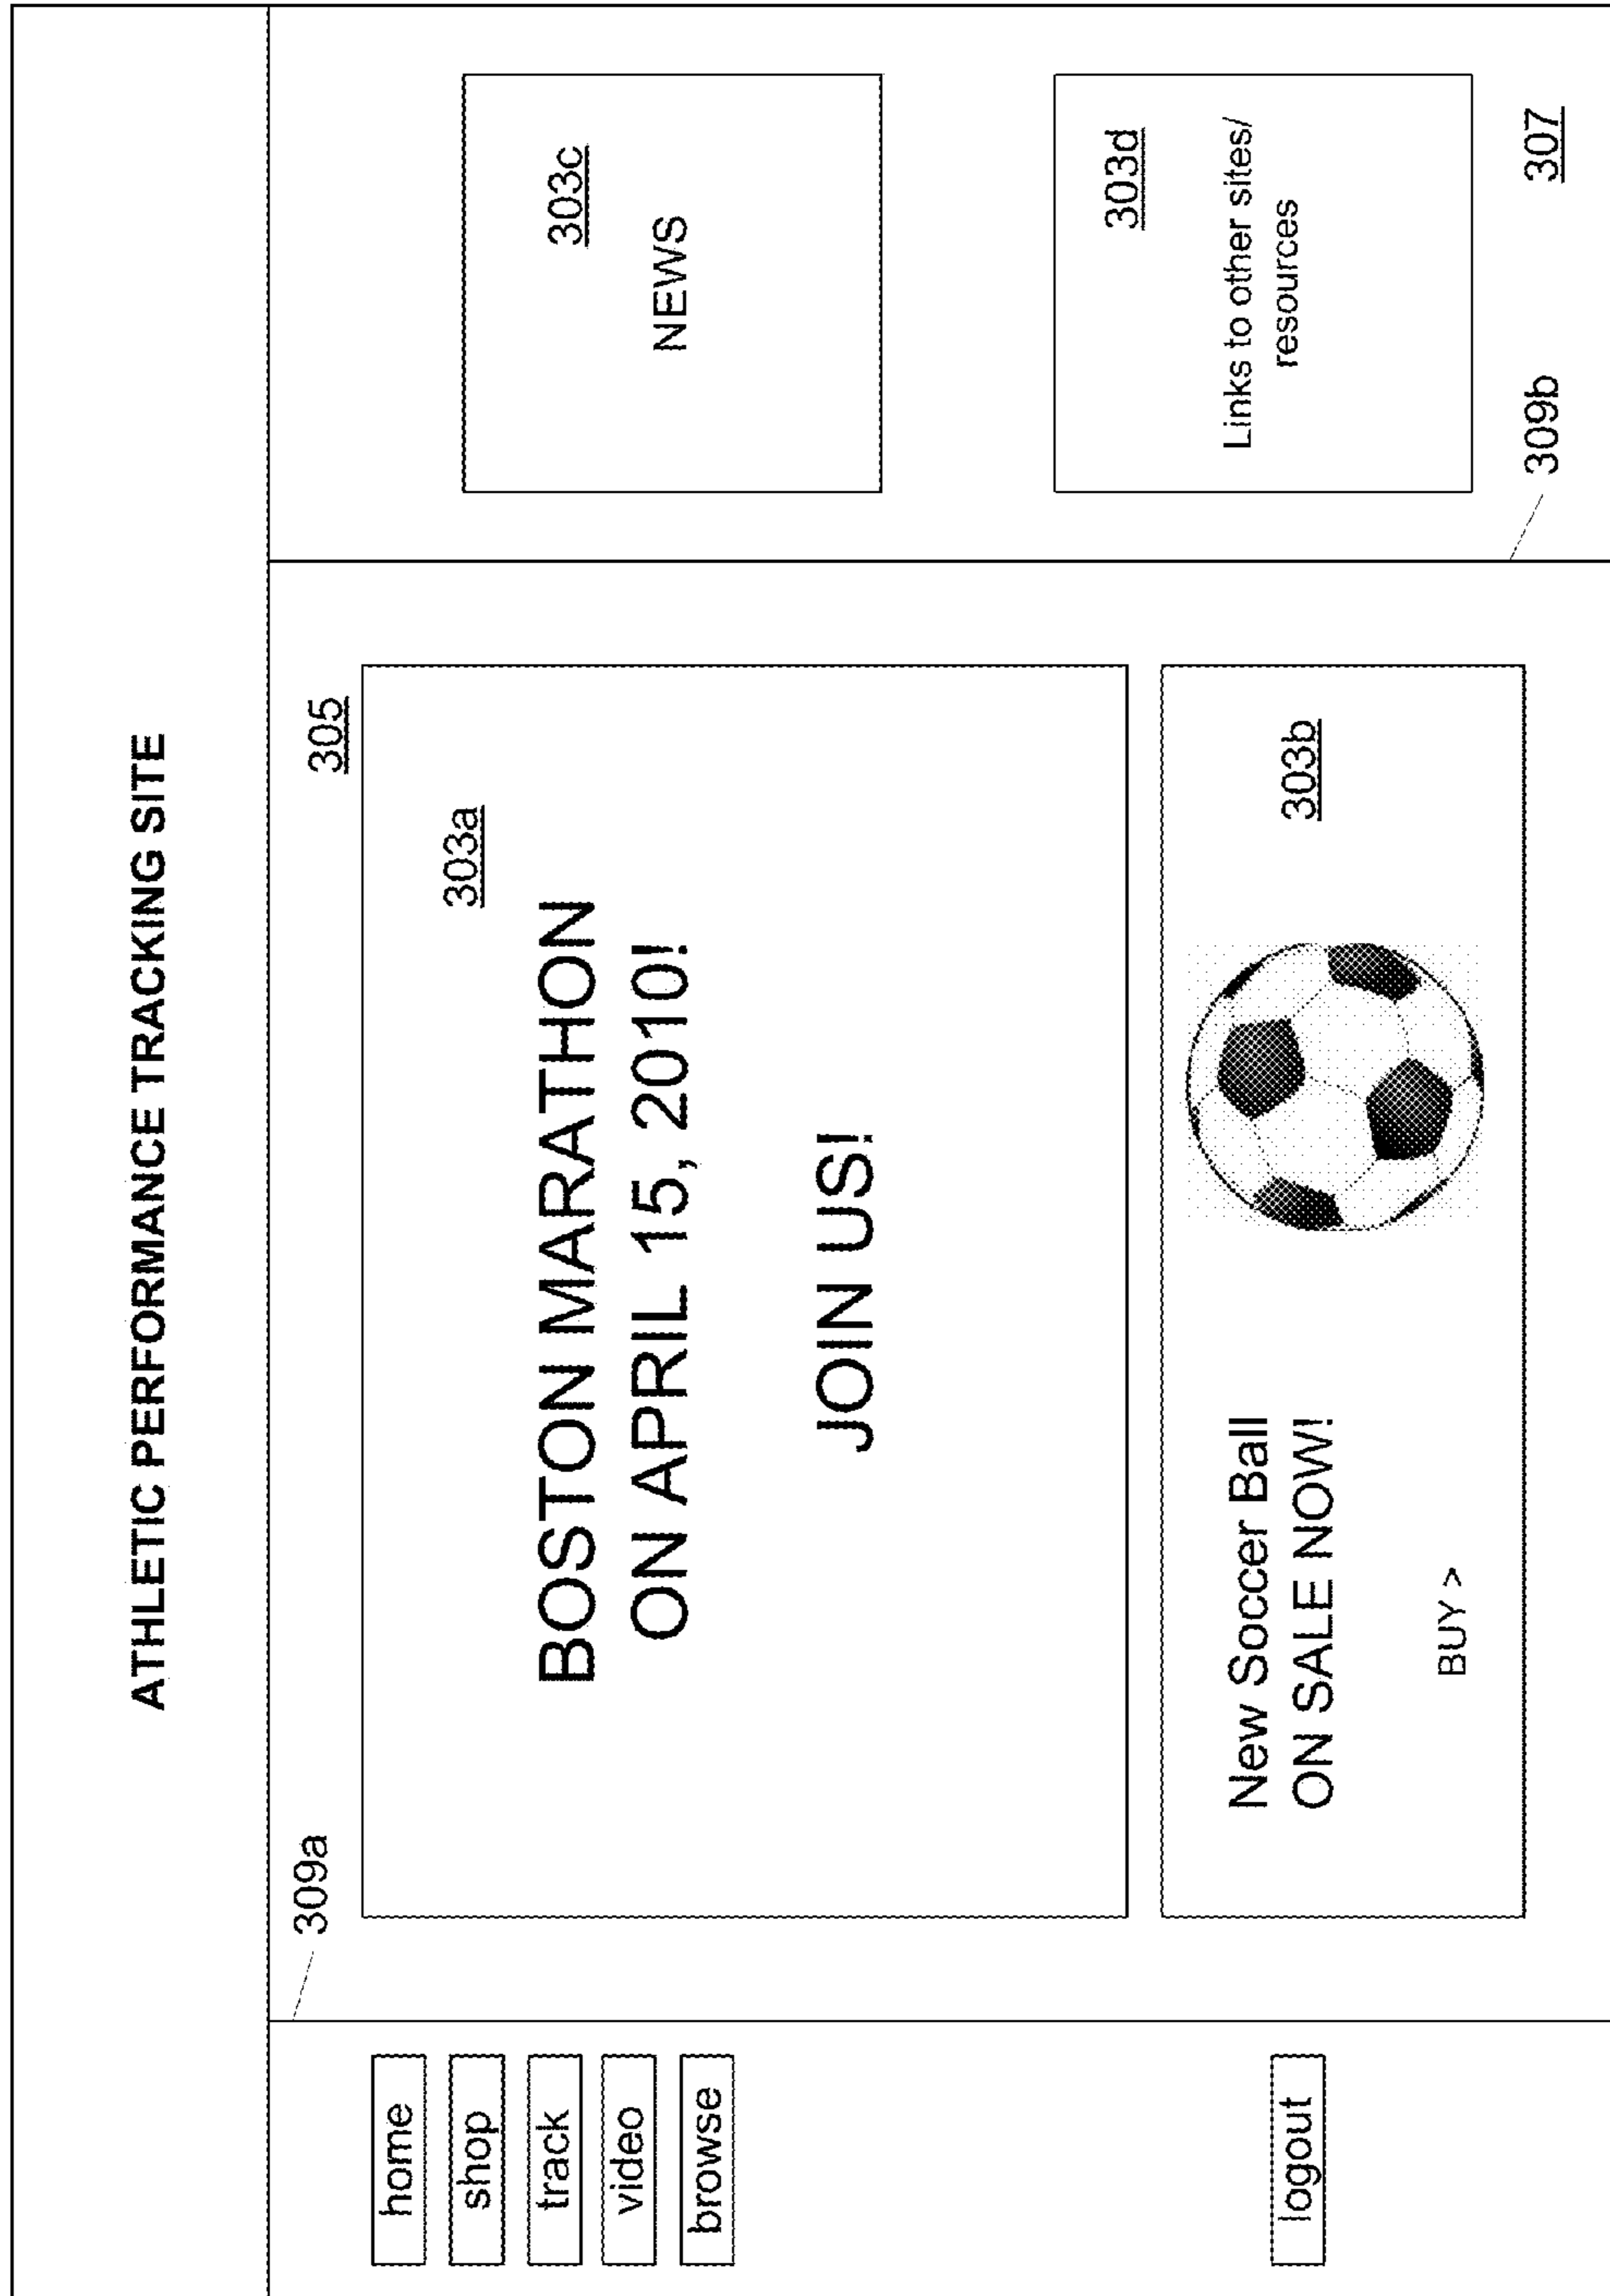 ATHLETIC PERFORMANCE TRACKING SITE
309a
home
shop
track
video
browse
logout
305
303a
BOSTON MARATHON
ON APRIL 15, 2010!
JOIN US!
303b
New Soccer Ball
ON SALE NOW!
BUY >
303c
NEWS
303d
Links to other sites/
resources
309b
307